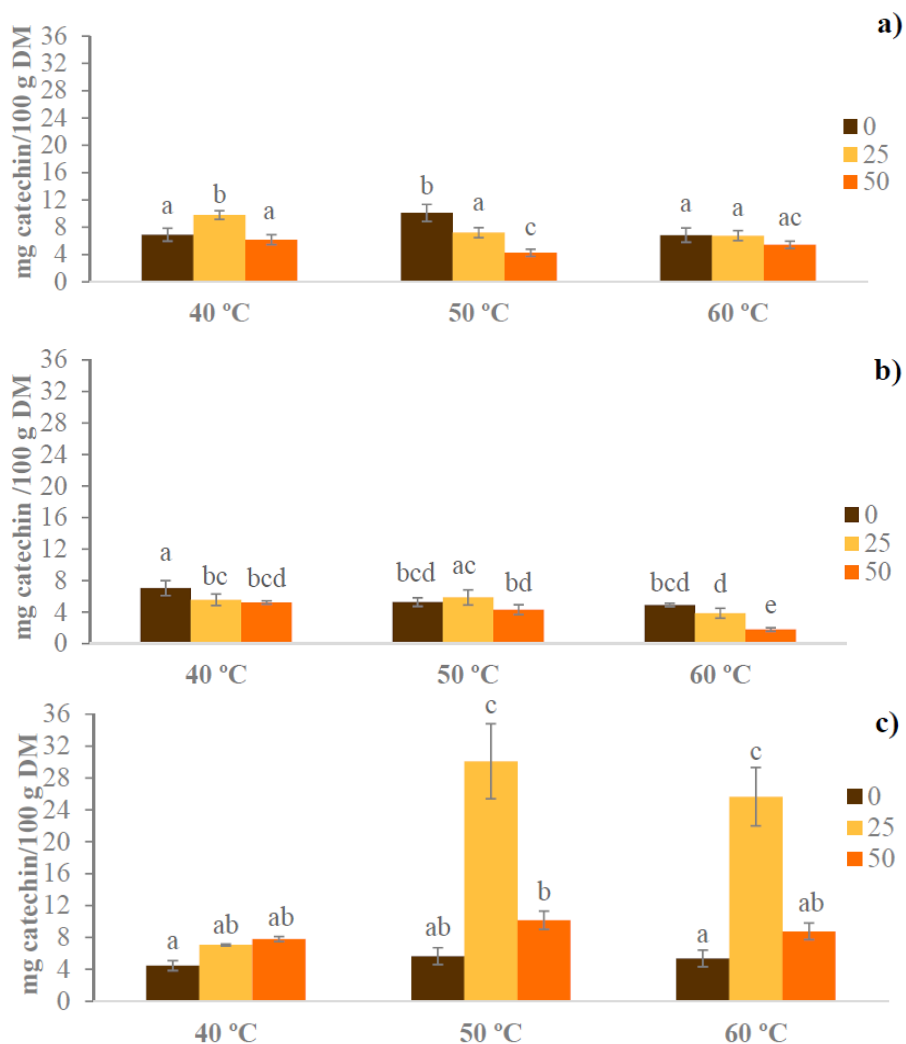 a)
mg catechin/100 g DM
36
32
28
24
20
16
12
8
4
0
a b a
b a c
a a ac
0
25
50
40 ºC 50 ºC 60 ºC
b)
mg catechin /100 g DM
36
32
28
24
20
16
12
8
4
0
a bc bcd
bcd ac bd
bcd d e
0
25
50
40 ºC 50 ºC 60 ºC
c)
mg catechin/100 g DM
36
32
28
24
20
16
12
8
4
0
a ab ab
ab c b
a c ab
0
25
50
40 ºC 50 ºC 60 ºC